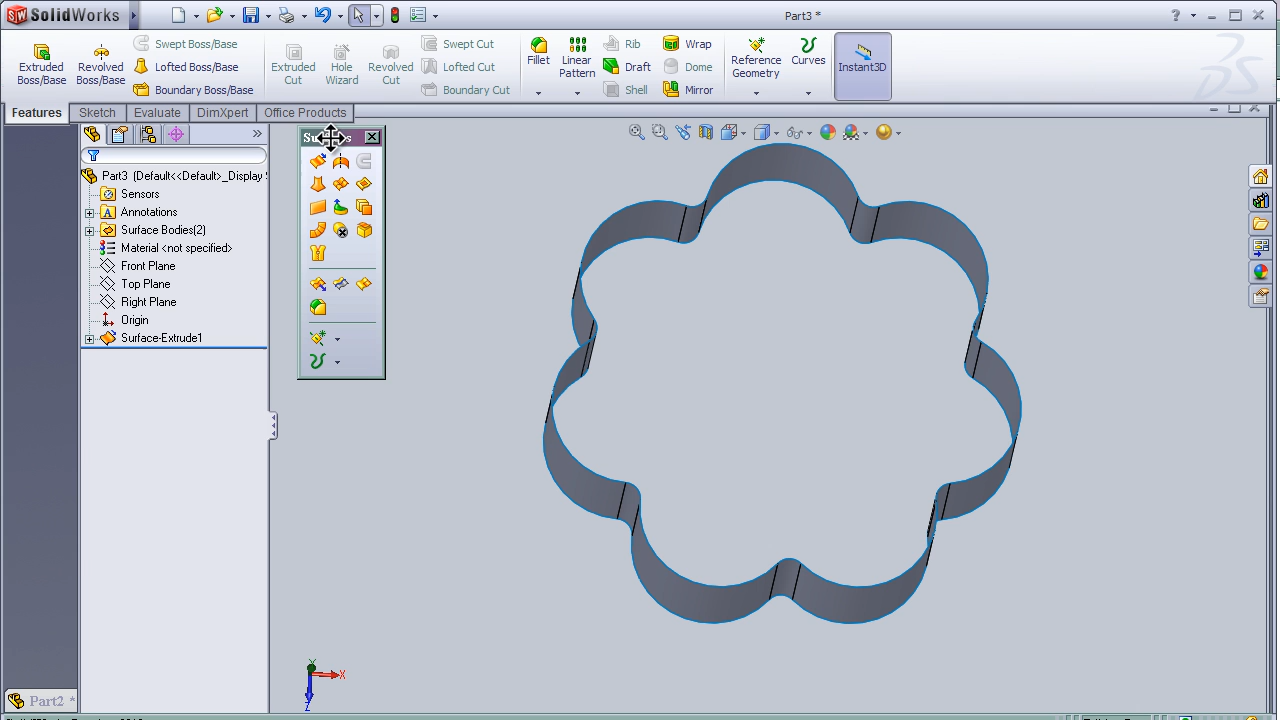 SW SolidWorks
Part3 *
?
Extruded Boss/Base
Revolved Boss/Base
Swept Boss/Base
Lofted Boss/Base
Boundary Boss/Base
Extruded Cut
Hole Wizard
Revolved Cut
Swept Cut
Lofted Cut
Boundary Cut
Fillet
Linear Pattern
Rib
Draft
Shell
Wrap
Dome
Mirror
Reference Geometry
Curves
Instant3D
Features Sketch Evaluate DimXpert Office Products
Part3 (Default<<Default>_Display
Sensors
Annotations
Surface Bodies(2)
Material <not specified>
Front Plane
Top Plane
Right Plane
Origin
Surface-Extrude1
X
Y
Z
Part2 *